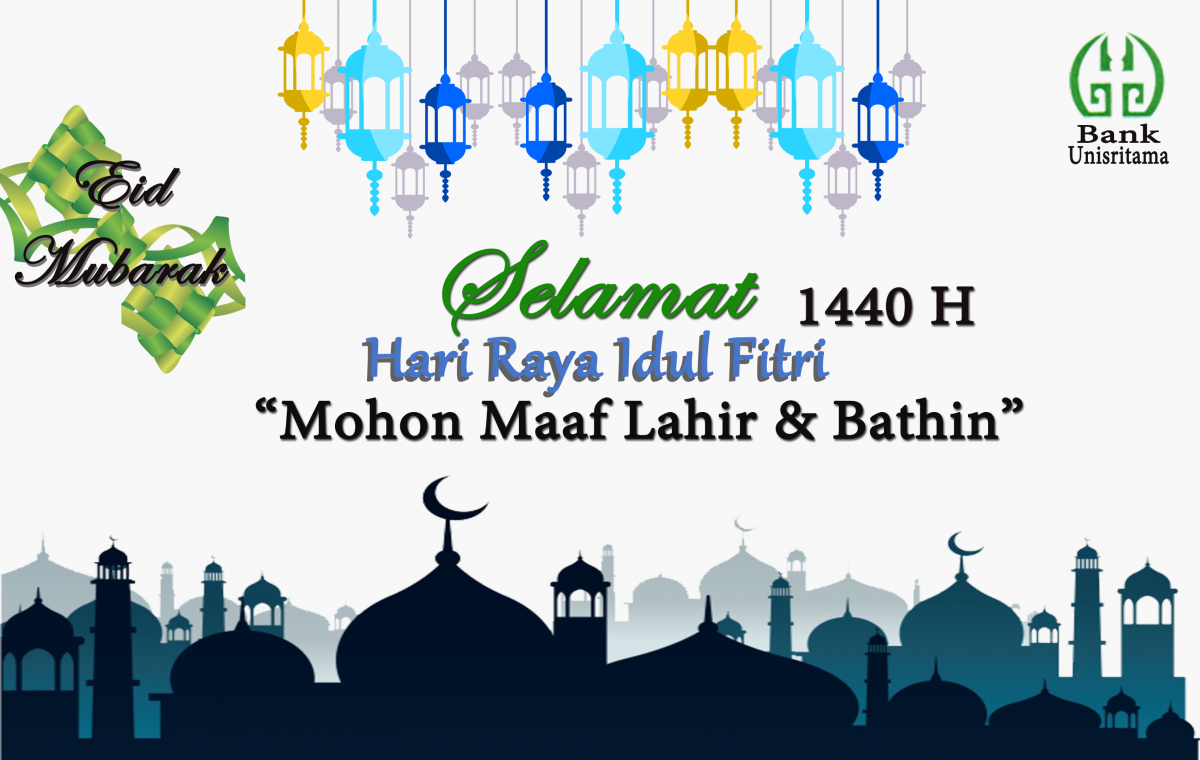 Bank
Unisritama
Eid
Mubarak
Selamat 1440 H
Hari Raya Idul Fitri
“Mohon Maaf Lahir & Bathin”